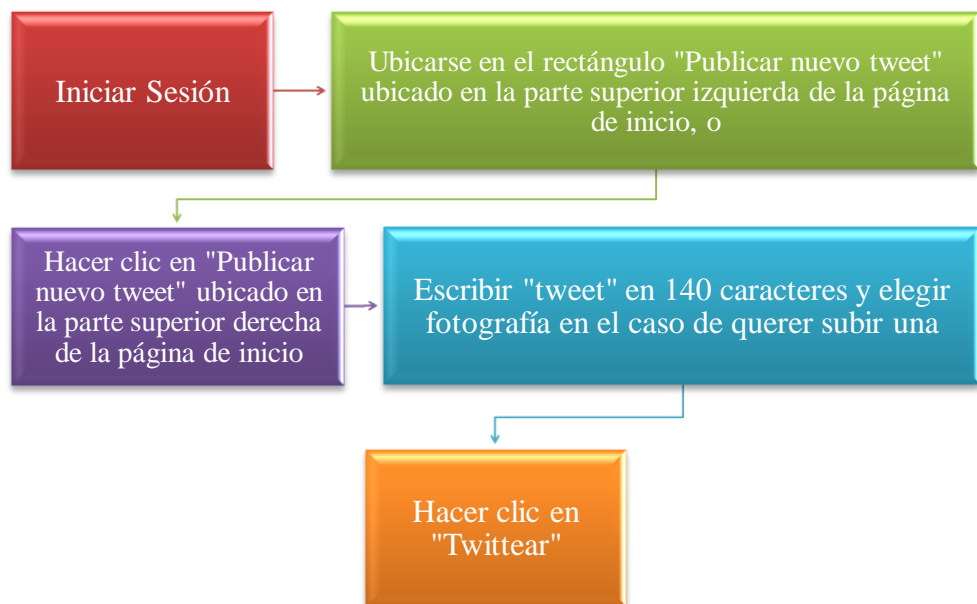 Iniciar Sesión
Ubicarse en el rectángulo "Publicar nuevo tweet"
ubicado en la parte superior izquierda de la página
de inicio, o
Hacer clic en "Publicar
nuevo tweet" ubicado en
la parte superior derecha
de la página de inicio
Escribir "tweet" en 140 caracteres y elegir
fotografía en el caso de querer subir una
Hacer clic en
"Twittear"